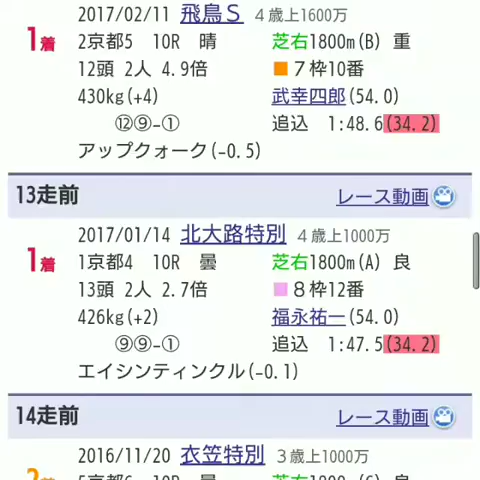 2017/02/11 飛鳥Ｓ ４歳上1600万
1着 2京都5 10R 晴 芝右1800m(B) 重
12頭 2人 4.9倍 ■７枠10番
430kg(+4) 武幸四郎(54.0)
⑫⑨-① 追込 1:48.6(34.2)
アップクォーク(-0.5)
13走前 レース動画
2017/01/14 北大路特別 ４歳上1000万
1着 1京都4 10R 曇 芝右1800m(A) 良
13頭 2人 2.7倍 ■８枠12番
426kg(+2) 福永祐一(54.0)
⑨⑨-① 追込 1:47.5(34.2)
エイシンティンクル(-0.1)
14走前 レース動画
2016/11/20 衣笠特別 ３歳上1000万